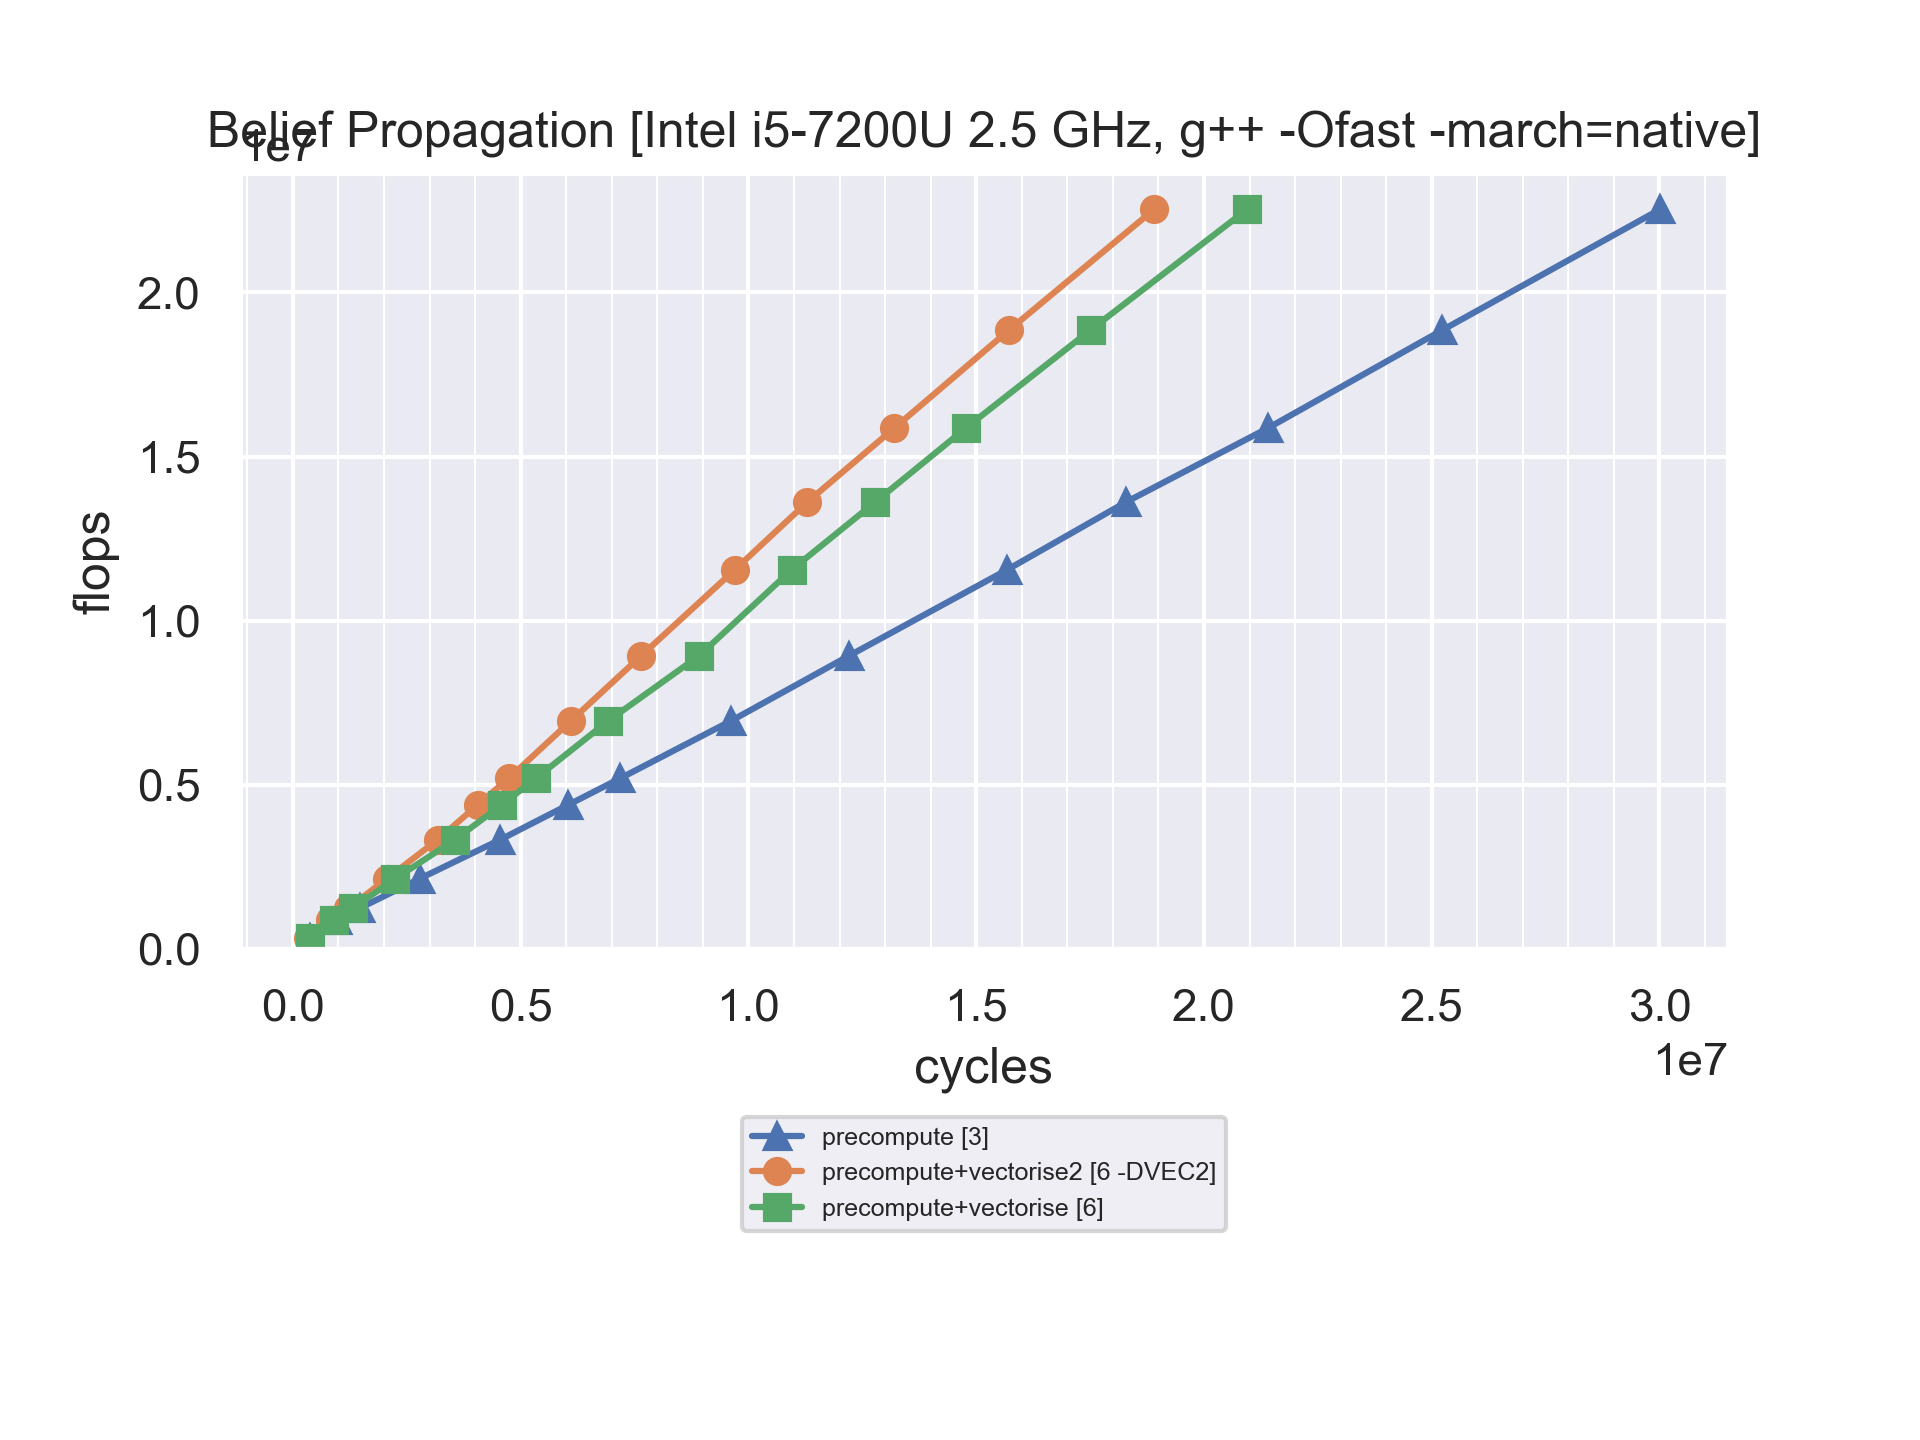 Belief Propagation [Intel i5-7200U 2.5 GHz, g++ -Ofast -march=native]
1e7
2.0
1.5
1.0
0.5
0.0
flops
0.0 0.5 1.0 1.5 2.0 2.5 3.0
1e7
cycles
precompute [3]
precompute+vectorise2 [6 -DVEC2]
precompute+vectorise [6]